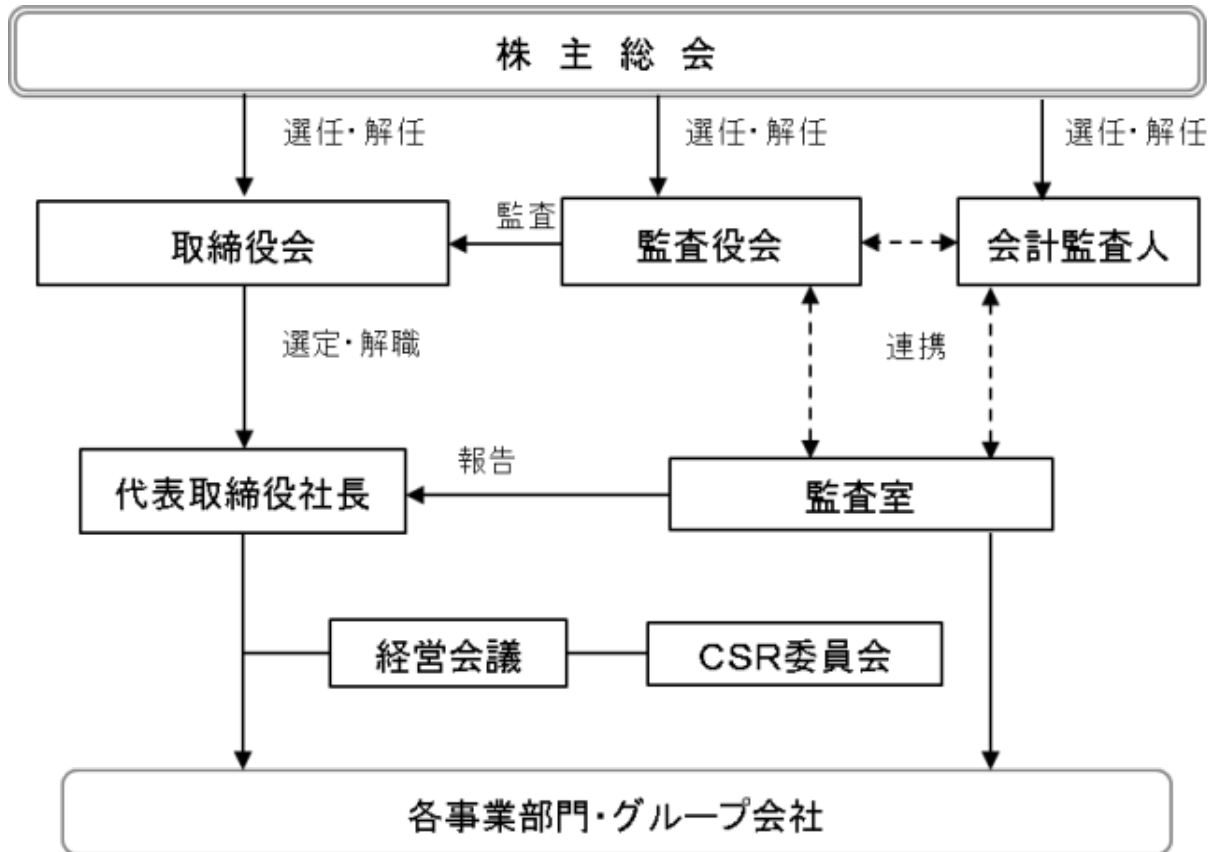 株主総会
選任・解任
選任・解任
選任・解任
取締役会
監査
監査役会
会計監査人
選定・解職
連携
代表取締役社長
報告
監査室
経営会議
CSR委員会
各事業部門・グループ会社